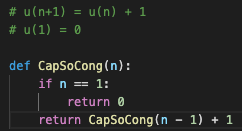 # u(n+1) = u(n) + 1
# u(1) = 0
def CapSoCong(n):
    if n == 1:
        return 0
    return CapSoCong(n - 1) + 1